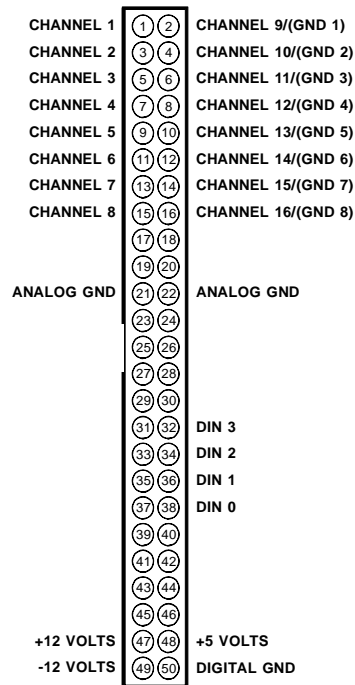 CHANNEL 1 1 2 CHANNEL 9/(GND 1)
CHANNEL 2 3 4 CHANNEL 10/(GND 2)
CHANNEL 3 5 6 CHANNEL 11/(GND 3)
CHANNEL 4 7 8 CHANNEL 12/(GND 4)
CHANNEL 5 9 10 CHANNEL 13/(GND 5)
CHANNEL 6 11 12 CHANNEL 14/(GND 6)
CHANNEL 7 13 14 CHANNEL 15/(GND 7)
CHANNEL 8 15 16 CHANNEL 16/(GND 8)
17 18
19 20
ANALOG GND 21 22 ANALOG GND
23 24
25 26
27 28
29 30
31 32 DIN 3
33 34 DIN 2
35 36 DIN 1
37 38 DIN 0
39 40
41 42
43 44
45 46
+12 VOLTS 47 48 +5 VOLTS
-12 VOLTS 49 50 DIGITAL GND